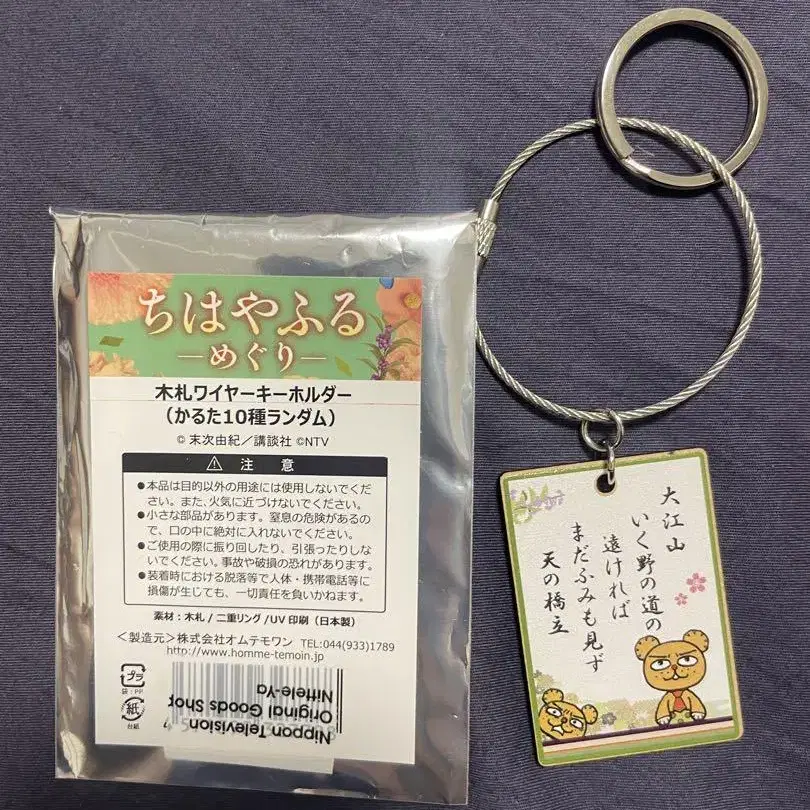 ちはやふる
―めぐり―
木札ワイヤーキーホルダー
（かるた10種ランダム）
© 末次由紀／講談社 ©NTV
注 意
●本品は目的以外の用途には使用しないでくだ
さい。また、火気に近づけないでください。
●小さな部品があります。窒息の危険があるの
で、口の中に絶対に入れないでください。
●ご使用の際に振り回したり、引張ったりしな
いでください。事故や破損の恐れがあります。
●装着時における脱落等で人体・携帯電話等に
損傷が生じても、一切責任を負いかねます。
素材：木札 / 二重リング /UV 印刷（日本製）
＜製造元＞株式会社オムテモワン TEL:044(933)1789
http://www.homme-temoin.jp
プラ
袋：PP
紙
台紙
Nippon Television
Original Goods Shop
Nittele-Ya
大江山
いく野の道の
遠ければ
まだふみも見ず
天の橋立